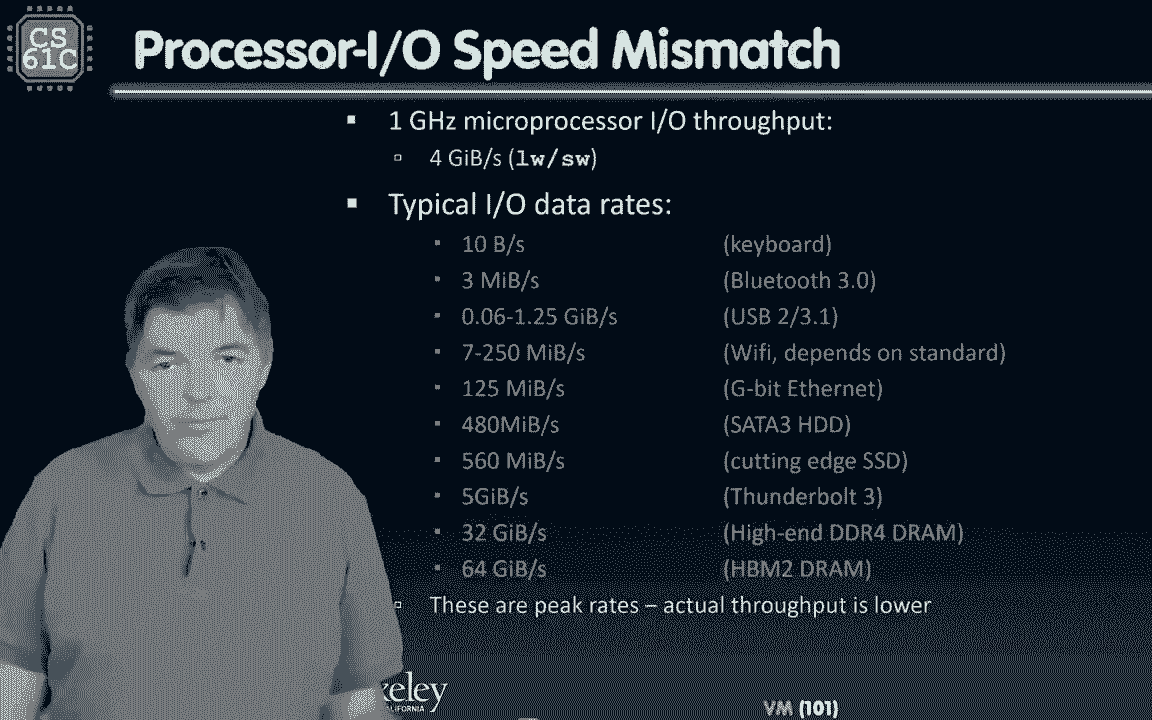 CS
61C
Processor-I/O Speed Mismatch
1 GHz microprocessor I/O throughput:
4 GiB/s (lw/sw)
Typical I/O data rates:
10 B/s (keyboard)
3 MiB/s (Bluetooth 3.0)
0.06-1.25 GiB/s (USB 2/3.1)
7-250 MiB/s (Wifi, depends on standard)
125 MiB/s (G-bit Ethernet)
480MiB/s (SATA3 HDD)
560 MiB/s (cutting edge SSD)
5GiB/s (Thunderbolt 3)
32 GiB/s (High-end DDR4 DRAM)
64 GiB/s (HBM2 DRAM)
These are peak rates – actual throughput is lower
keley
LIFORNIA
VM (101)